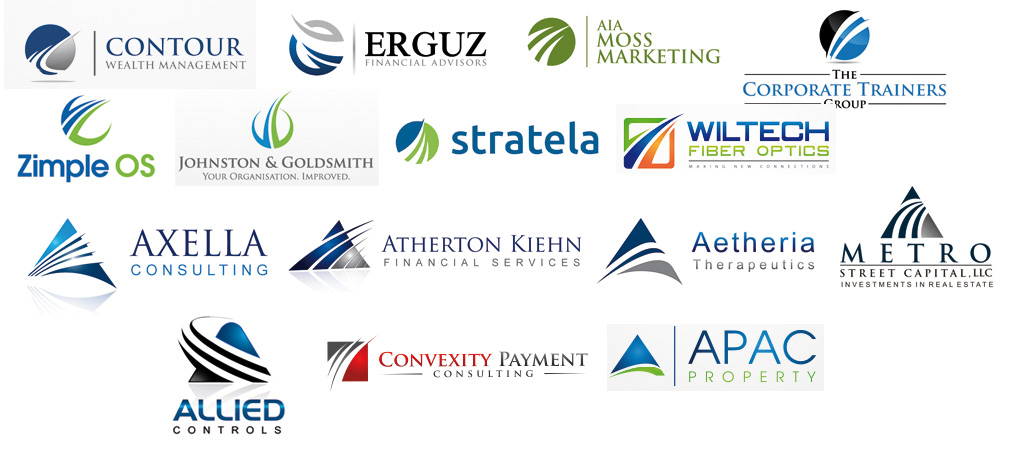 CONTOUR
WEALTH MANAGEMENT
ERGUZ
FINANCIAL ADVISORS
AIA
MOSS
MARKETING
THE
CORPORATE TRAINERS
GROUP
Zimple OS
JOHNSTON & GOLDSMITH
YOUR ORGANISATION. IMPROVED.
stratela
WILTECH
FIBER OPTICS
MAKING NEW CONNECTIONS
AXELLA
CONSULTING
ATHERTON KIEHN
FINANCIAL SERVICES
Aetheria
Therapeutics
METRO
STREET CAPITAL, LLC
INVESTMENTS IN REAL ESTATE
ALLIED
CONTROLS
CONVEXITY PAYMENT
CONSULTING
APAC
PROPERTY